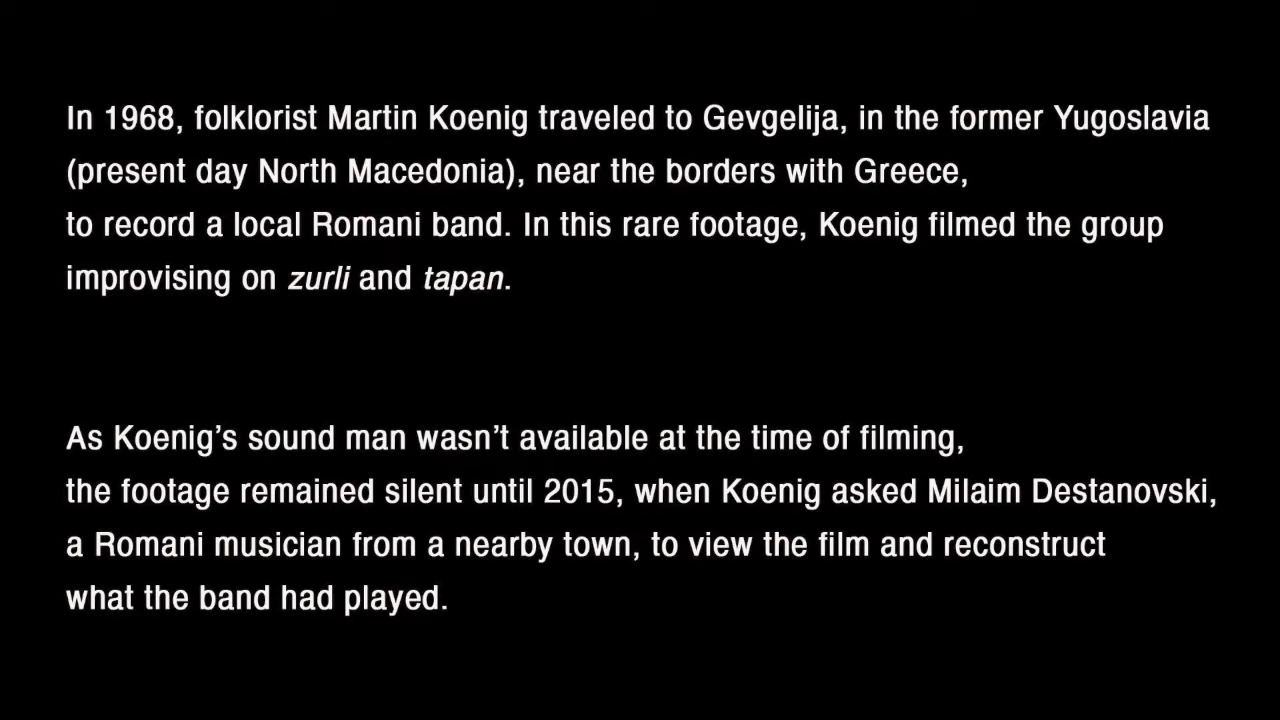 In 1968, folklorist Martin Koenig traveled to Gevgelija, in the former Yugoslavia
(present day North Macedonia), near the borders with Greece,
to record a local Romani band. In this rare footage, Koenig filmed the group
improvising on zurli and tapan.
As Koenig’s sound man wasn’t available at the time of filming,
the footage remained silent until 2015, when Koenig asked Milaim Destanovski,
a Romani musician from a nearby town, to view the film and reconstruct
what the band had played.